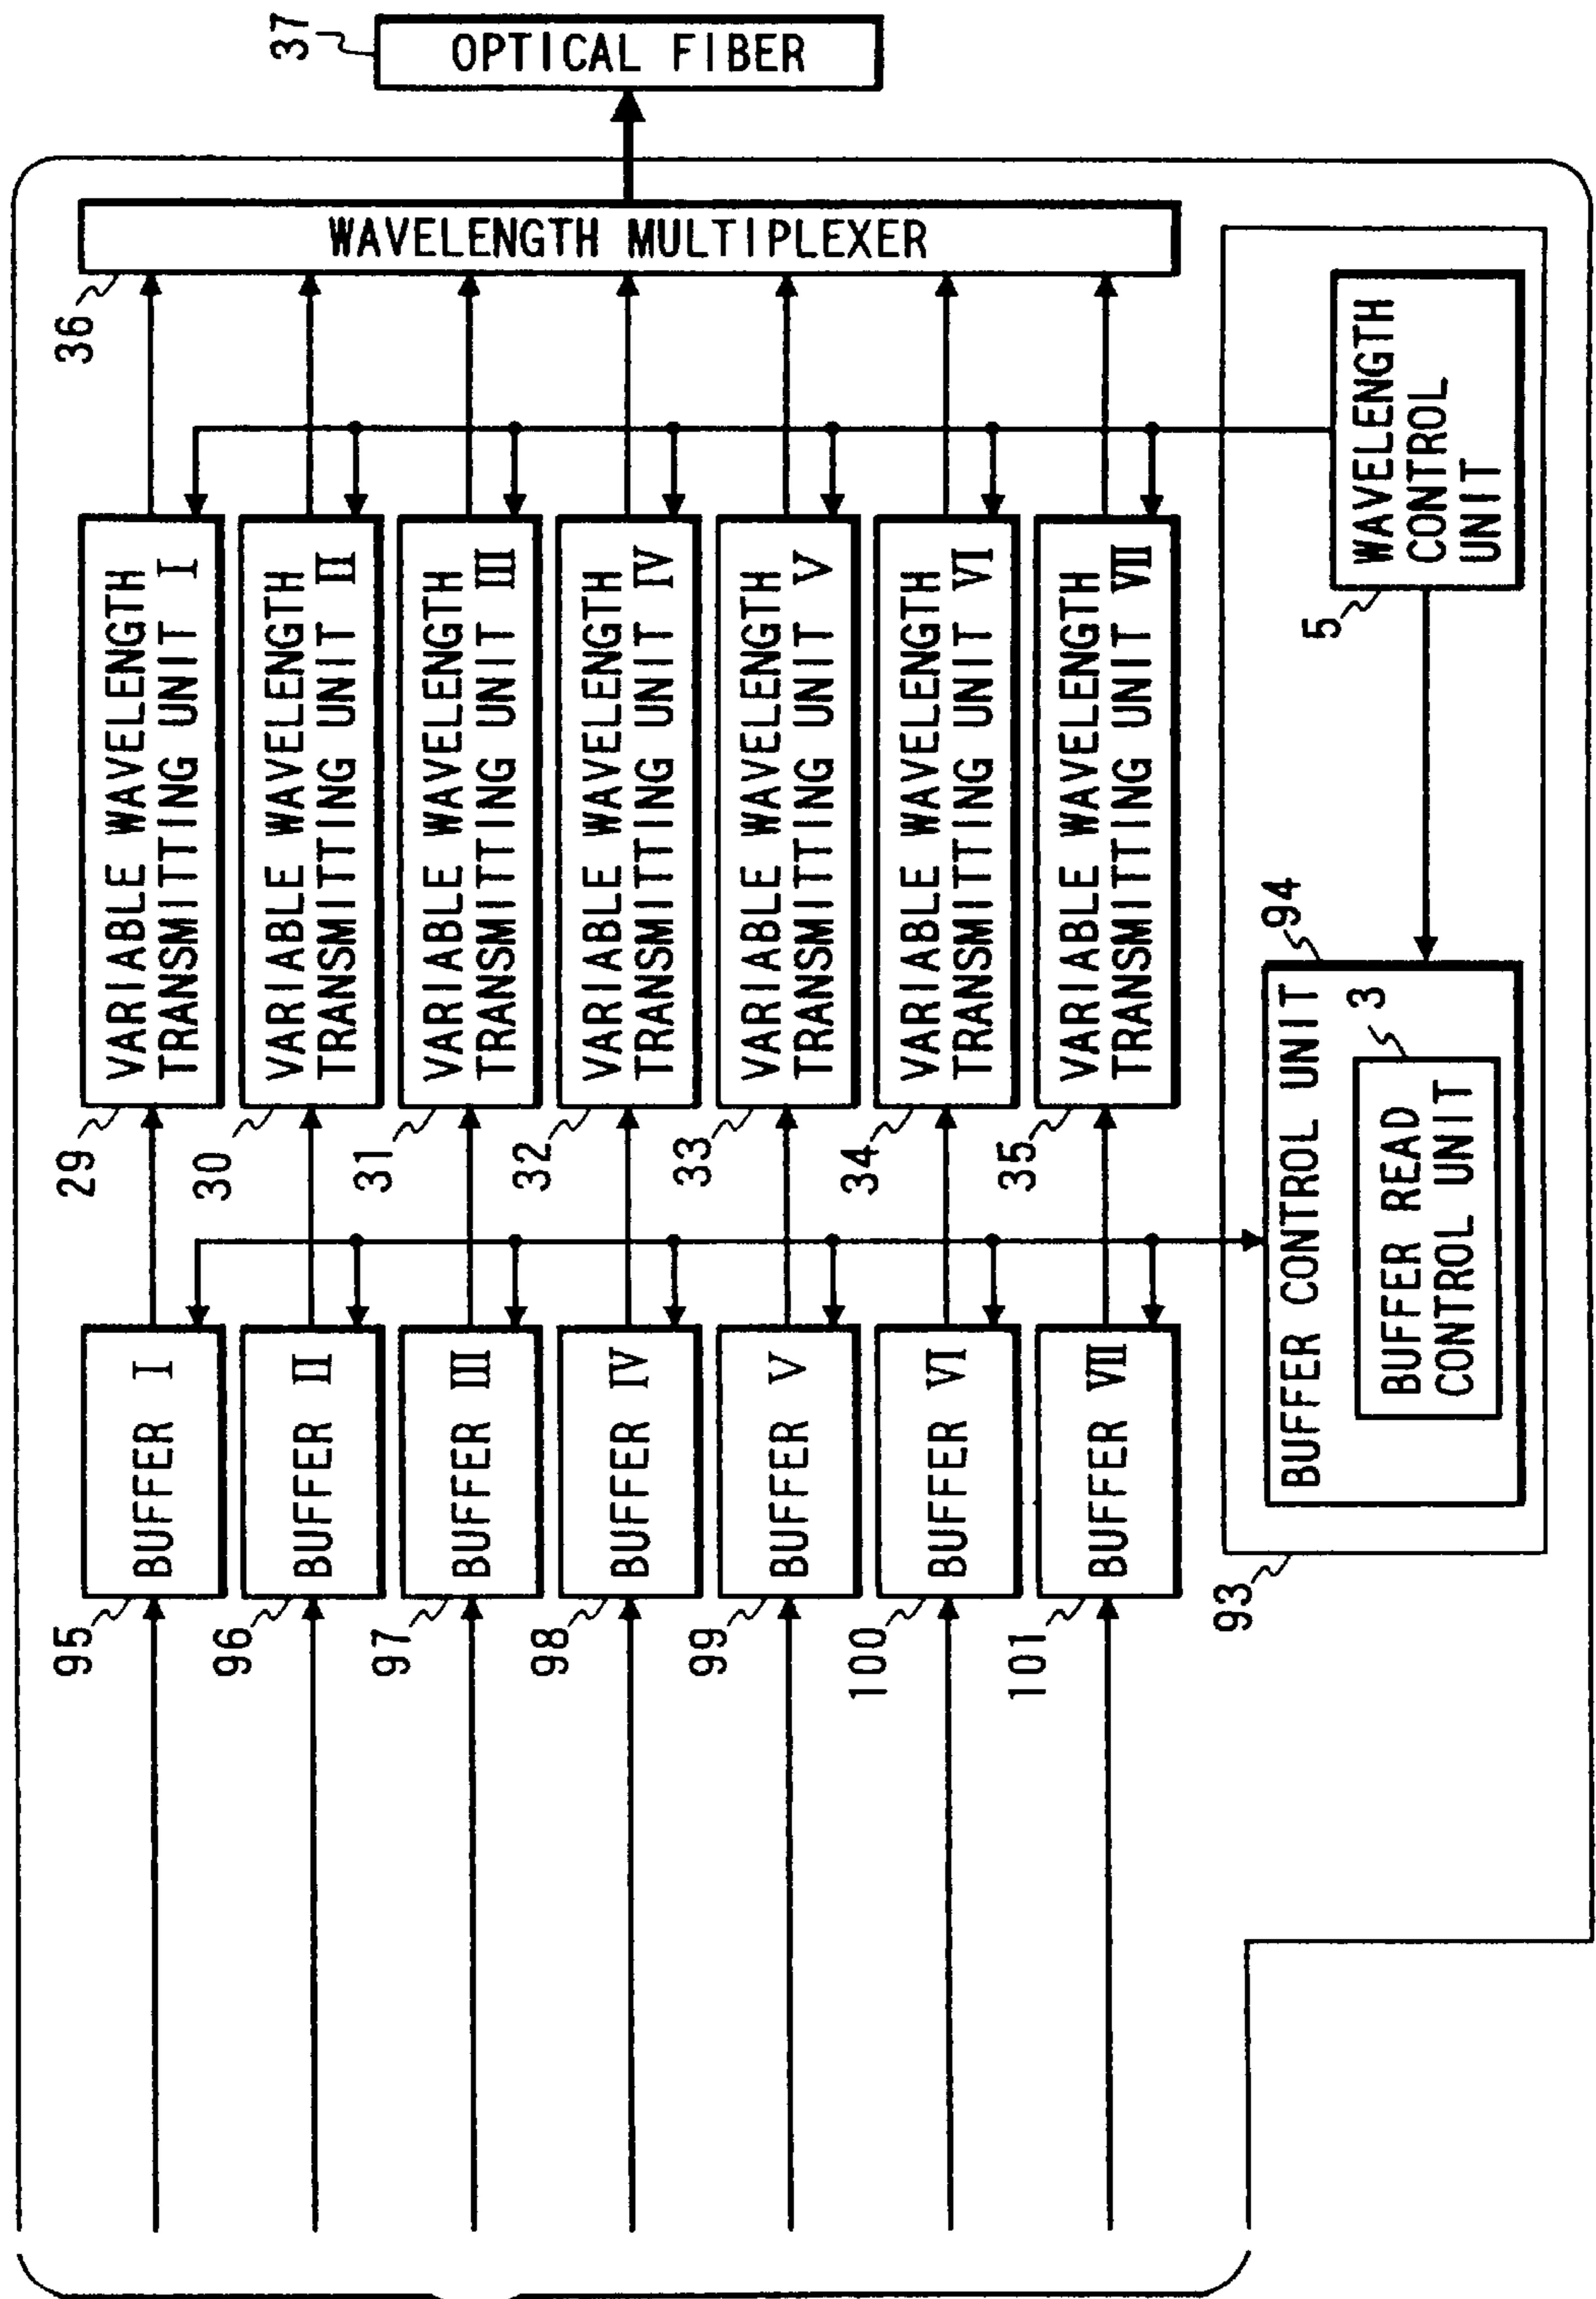 37
OPTICAL FIBER
36
WAVELENGTH MULTIPLEXER
29
VARIABLE WAVELENGTH
TRANSMITTING UNIT I
30
VARIABLE WAVELENGTH
TRANSMITTING UNIT II
31
VARIABLE WAVELENGTH
TRANSMITTING UNIT III
32
VARIABLE WAVELENGTH
TRANSMITTING UNIT IV
33
VARIABLE WAVELENGTH
TRANSMITTING UNIT V
34
VARIABLE WAVELENGTH
TRANSMITTING UNIT VI
35
VARIABLE WAVELENGTH
TRANSMITTING UNIT VII
95
BUFFER I
96
BUFFER II
97
BUFFER III
98
BUFFER IV
99
BUFFER V
100
BUFFER VI
101
BUFFER VII
93
94
BUFFER CONTROL UNIT
3
BUFFER READ
CONTROL UNIT
5
WAVELENGTH
CONTROL
UNIT